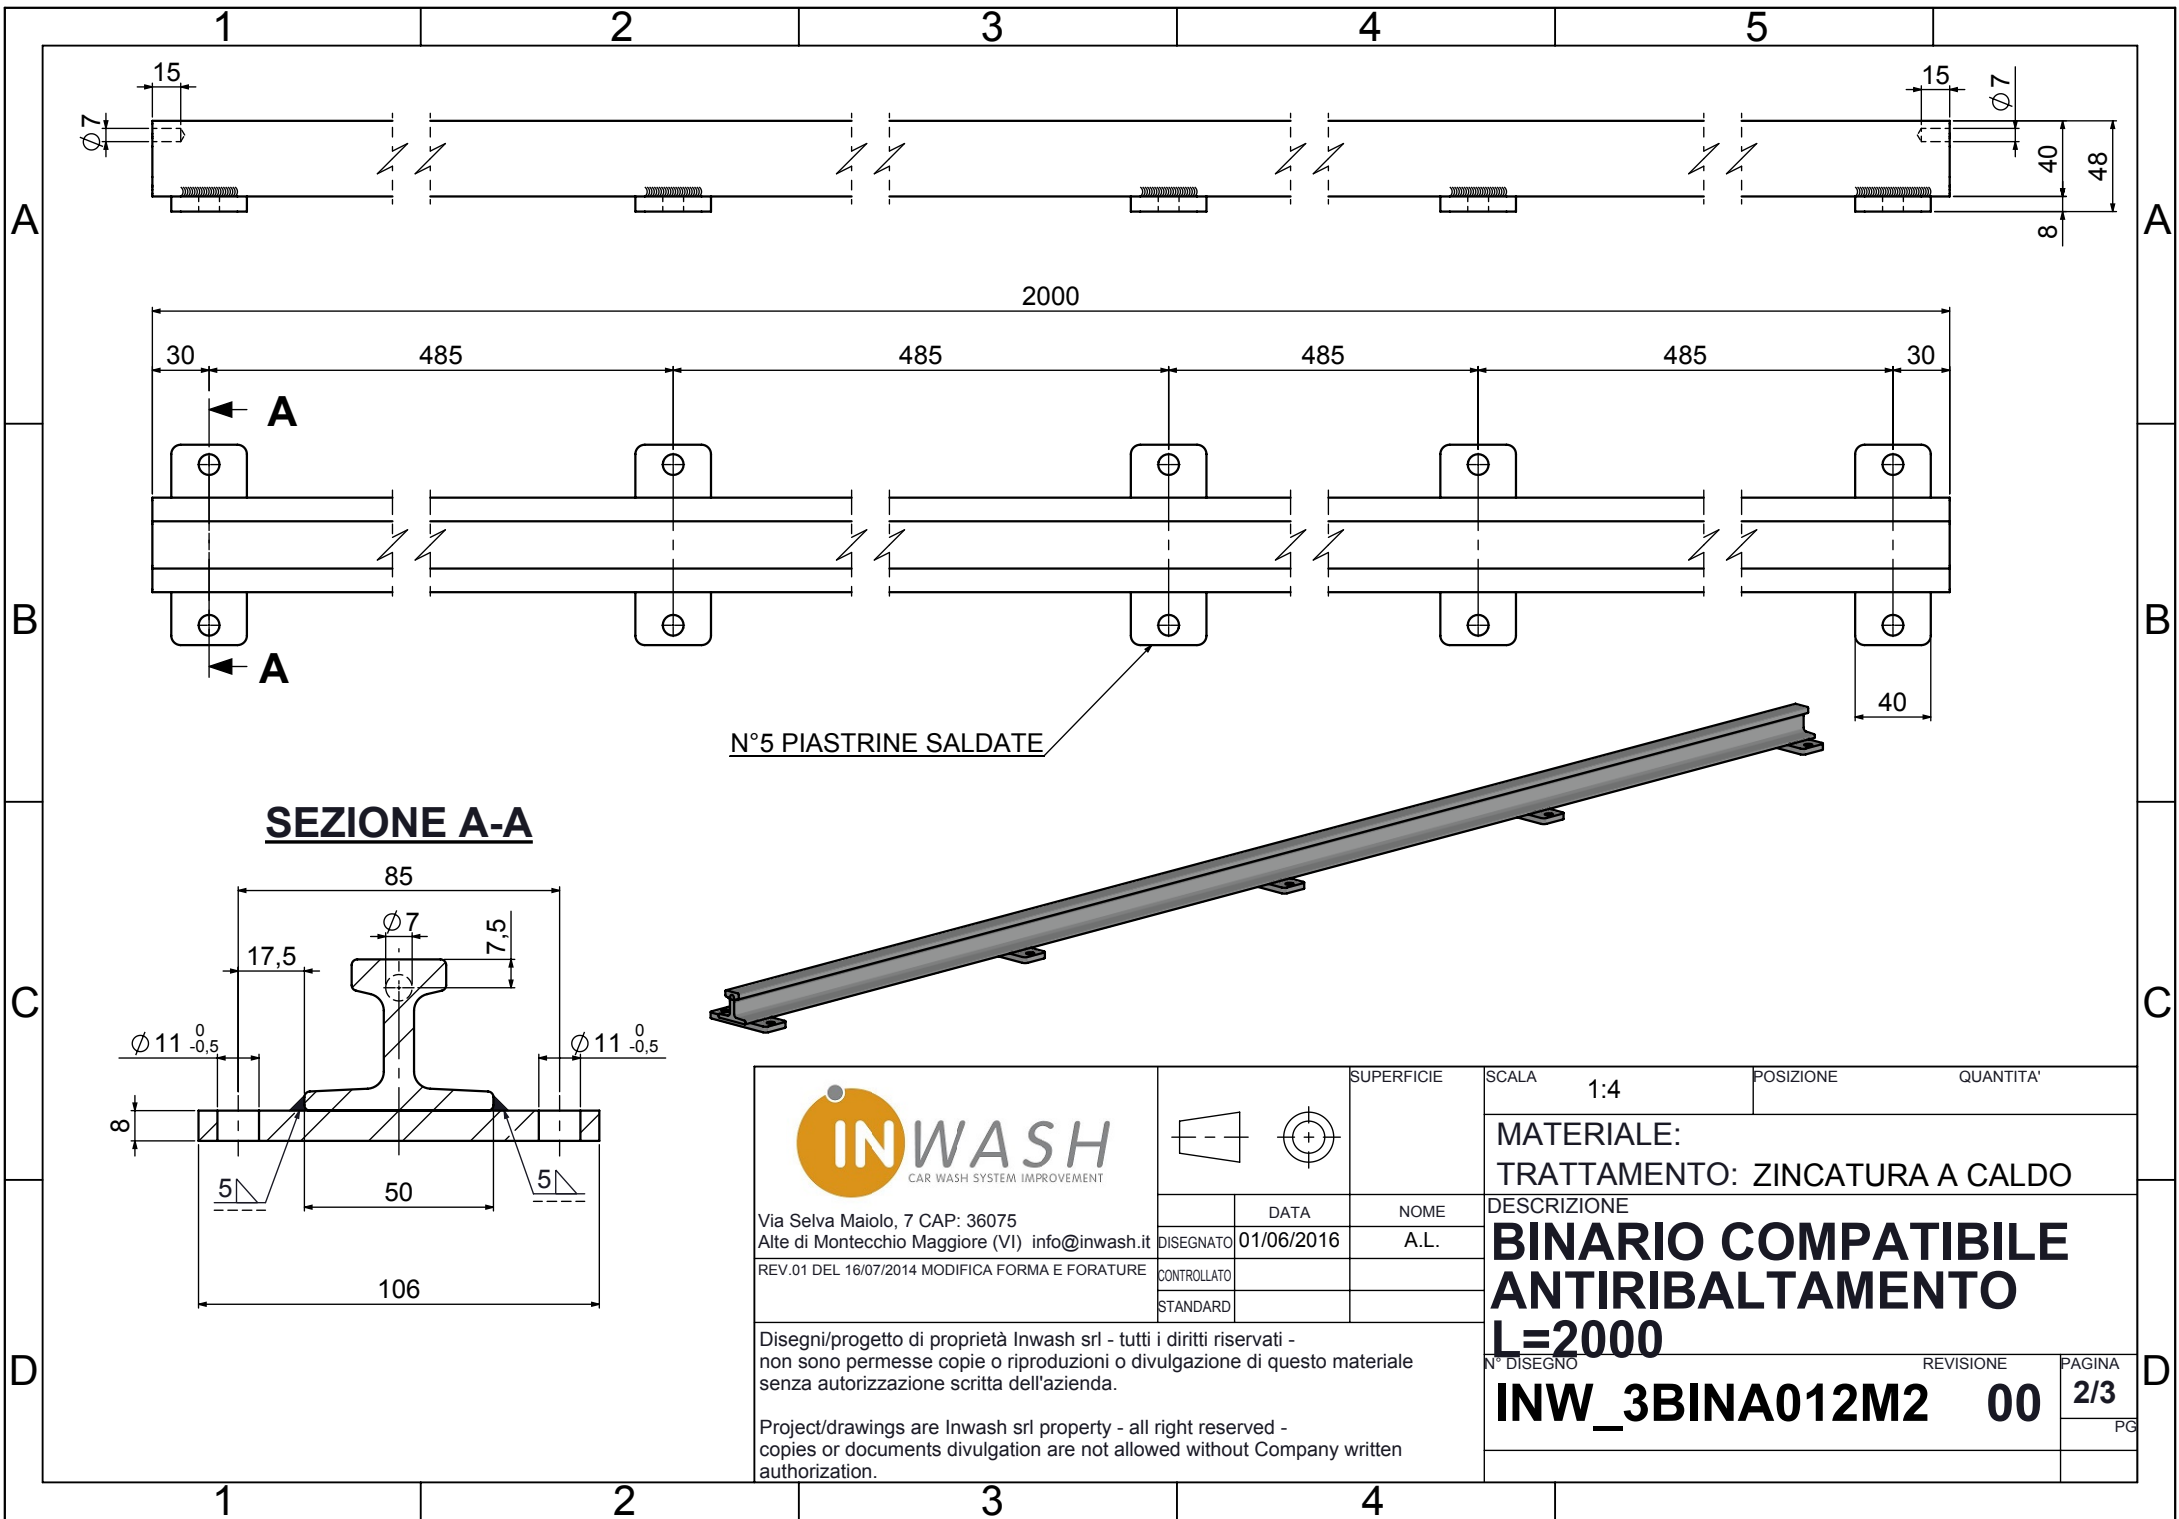 1 2 3 4 5
15
15
Ø7
Ø7
40
48
8
A A
2000
30 485 485 485 485 30
A
B B
A
40
N°5 PIASTRINE SALDATE
SEZIONE A-A
85
Ø7
7,5
17,5
C C
Ø11 0 -0,5
Ø11 0 -0,5
8
5
50
5
106
INWASH
CAR WASH SYSTEM IMPROVEMENT
Via Selva Maiolo, 7 CAP: 36075
Alte di Montecchio Maggiore (VI) info@inwash.it
REV.01 DEL 16/07/2014 MODIFICA FORMA E FORATURE
SUPERFICIE
SCALA 1:4
POSIZIONE
QUANTITA'
MATERIALE:
TRATTAMENTO: ZINCATURA A CALDO
DATA NOME
DISEGNATO 01/06/2016 A.L.
CONTROLLATO
STANDARD
DESCRIZIONE
BINARIO COMPATIBILE
ANTIRIBALTAMENTO
L=2000
Disegni/progetto di proprietà Inwash srl - tutti i diritti riservati -
non sono permesse copie o riproduzioni o divulgazione di questo materiale
senza autorizzazione scritta dell'azienda.
Project/drawings are Inwash srl property - all right reserved -
copies or documents divulgation are not allowed without Company written
authorization.
N° DISEGNO
INW_3BINA012M2
REVISIONE
00
PAGINA
2/3
PG
D D
1 2 3 4